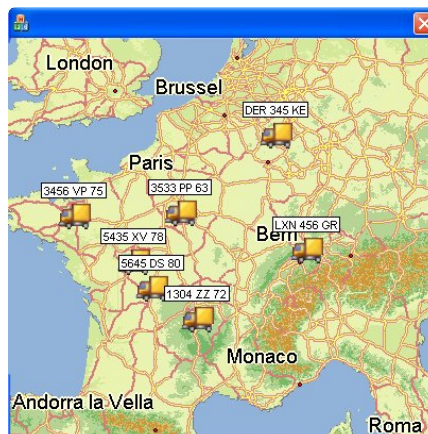 London
Brussel
DER 345 KE
Paris
3456 VP 75
3533 PP 63
LXN 456 GR
Bern
5435 XV 78
5645 DS 80
1304 ZZ 72
Monaco
Andorra la Vella
Roma